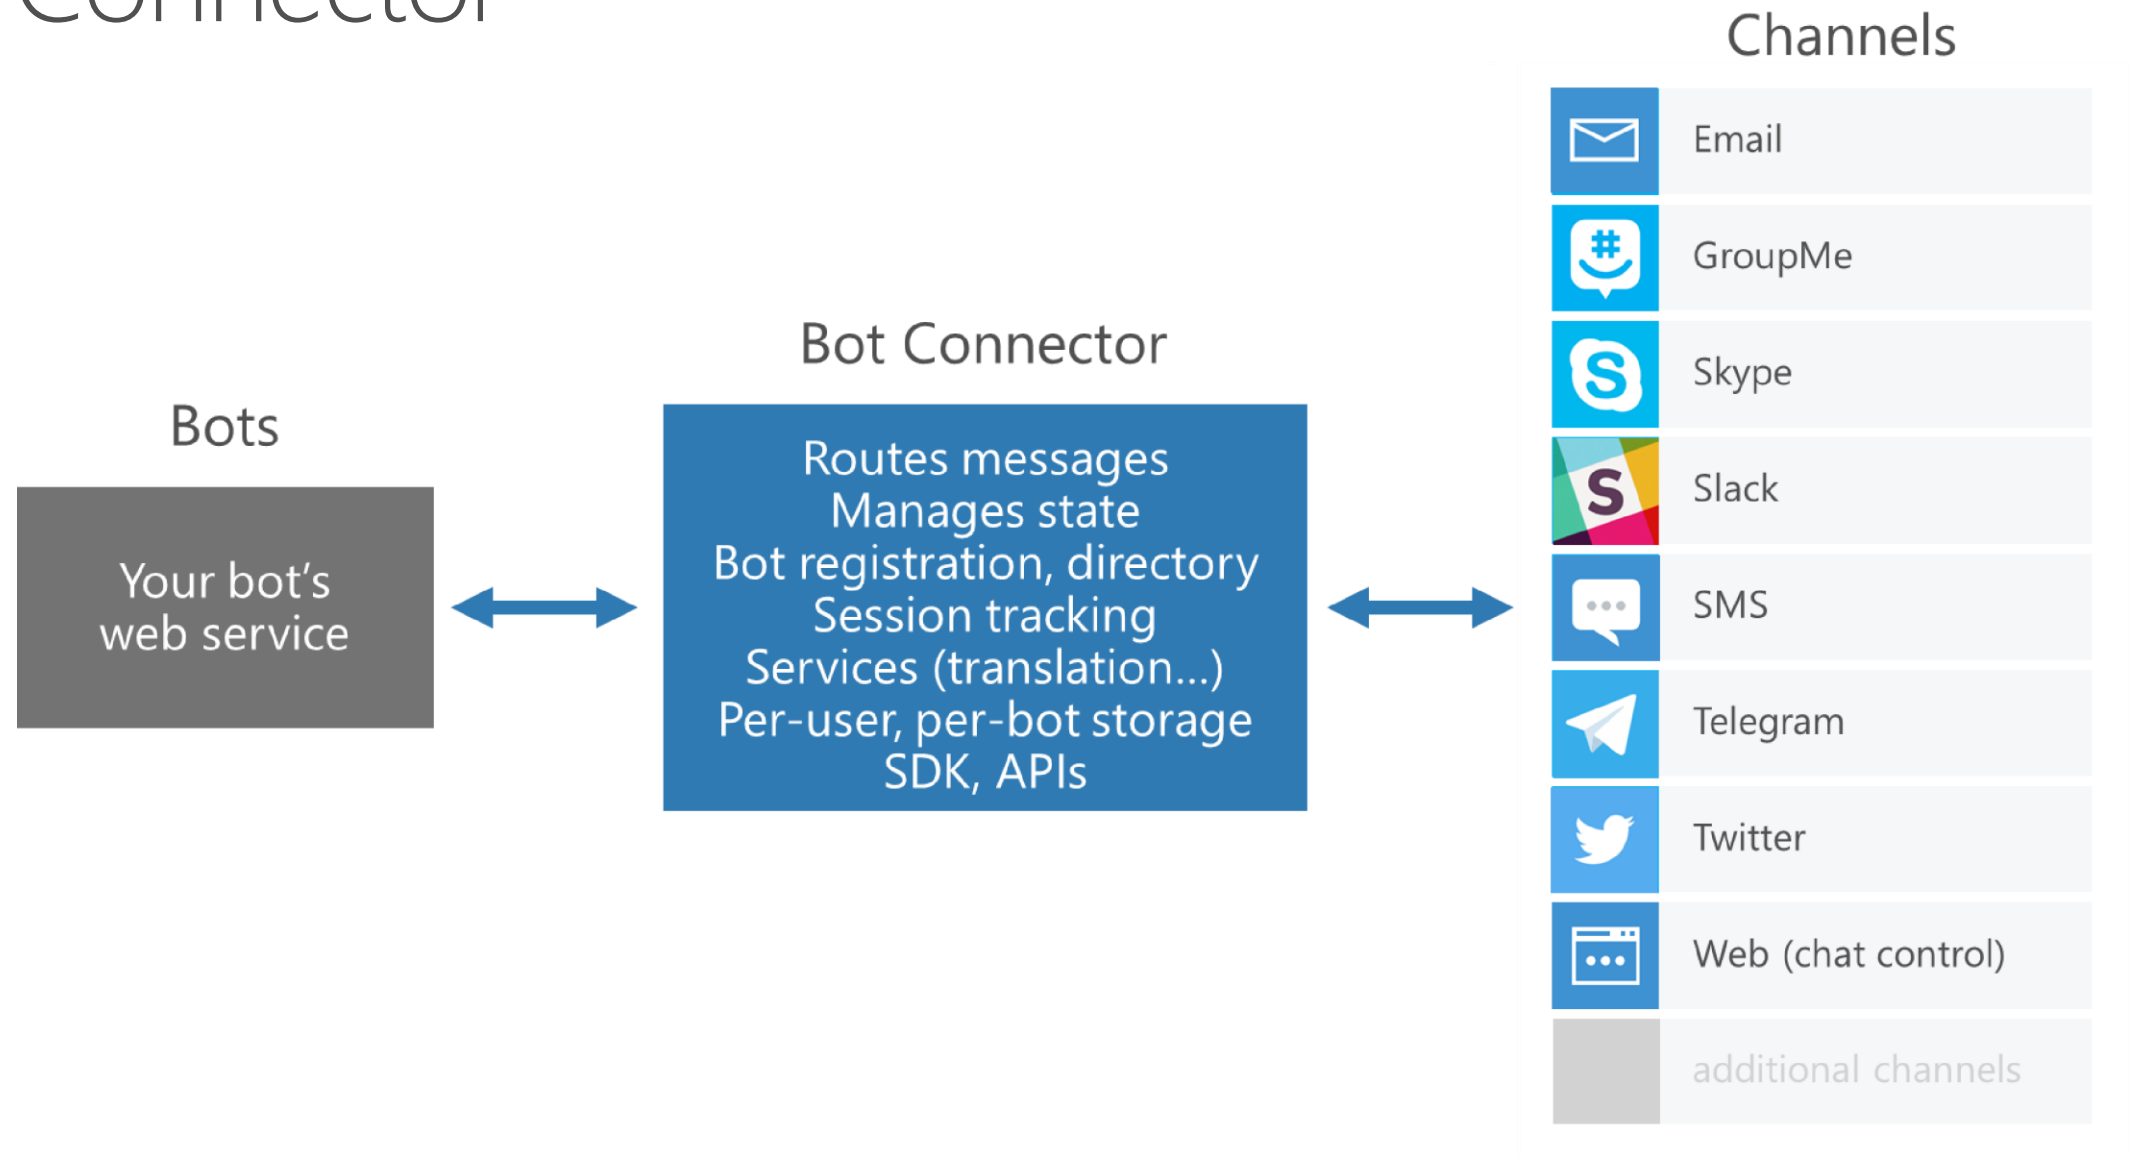 Connector
Channels
Email
GroupMe
Skype
Slack
SMS
Telegram
Twitter
Web (chat control)
additional channels
Bot Connector
Routes messages
Manages state
Bot registration, directory
Session tracking
Services (translation...)
Per-user, per-bot storage
SDK, APIs
Bots
Your bot’s
web service